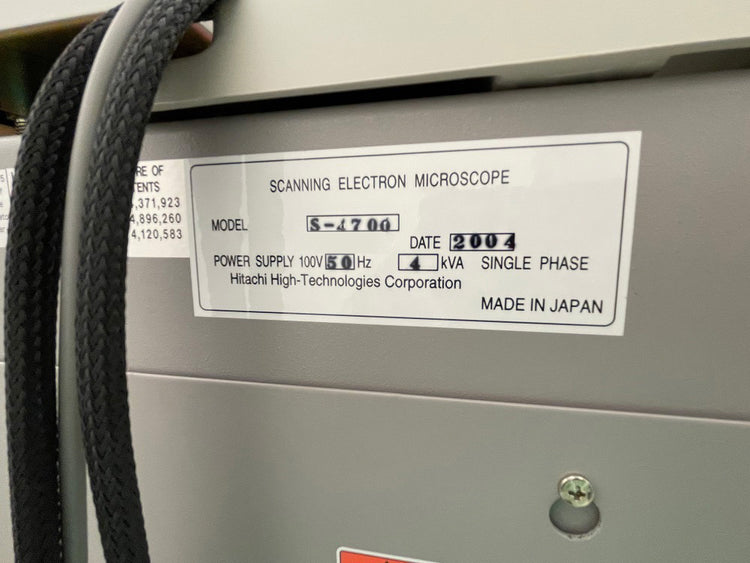 RE OF
TENTS
,371,923
4,896,260
4,120,583
SCANNING ELECTRON MICROSCOPE
MODEL S-4700
DATE 2004
POWER SUPPLY 100V 50 Hz 4 kVA SINGLE PHASE
Hitachi High-Technologies Corporation
MADE IN JAPAN